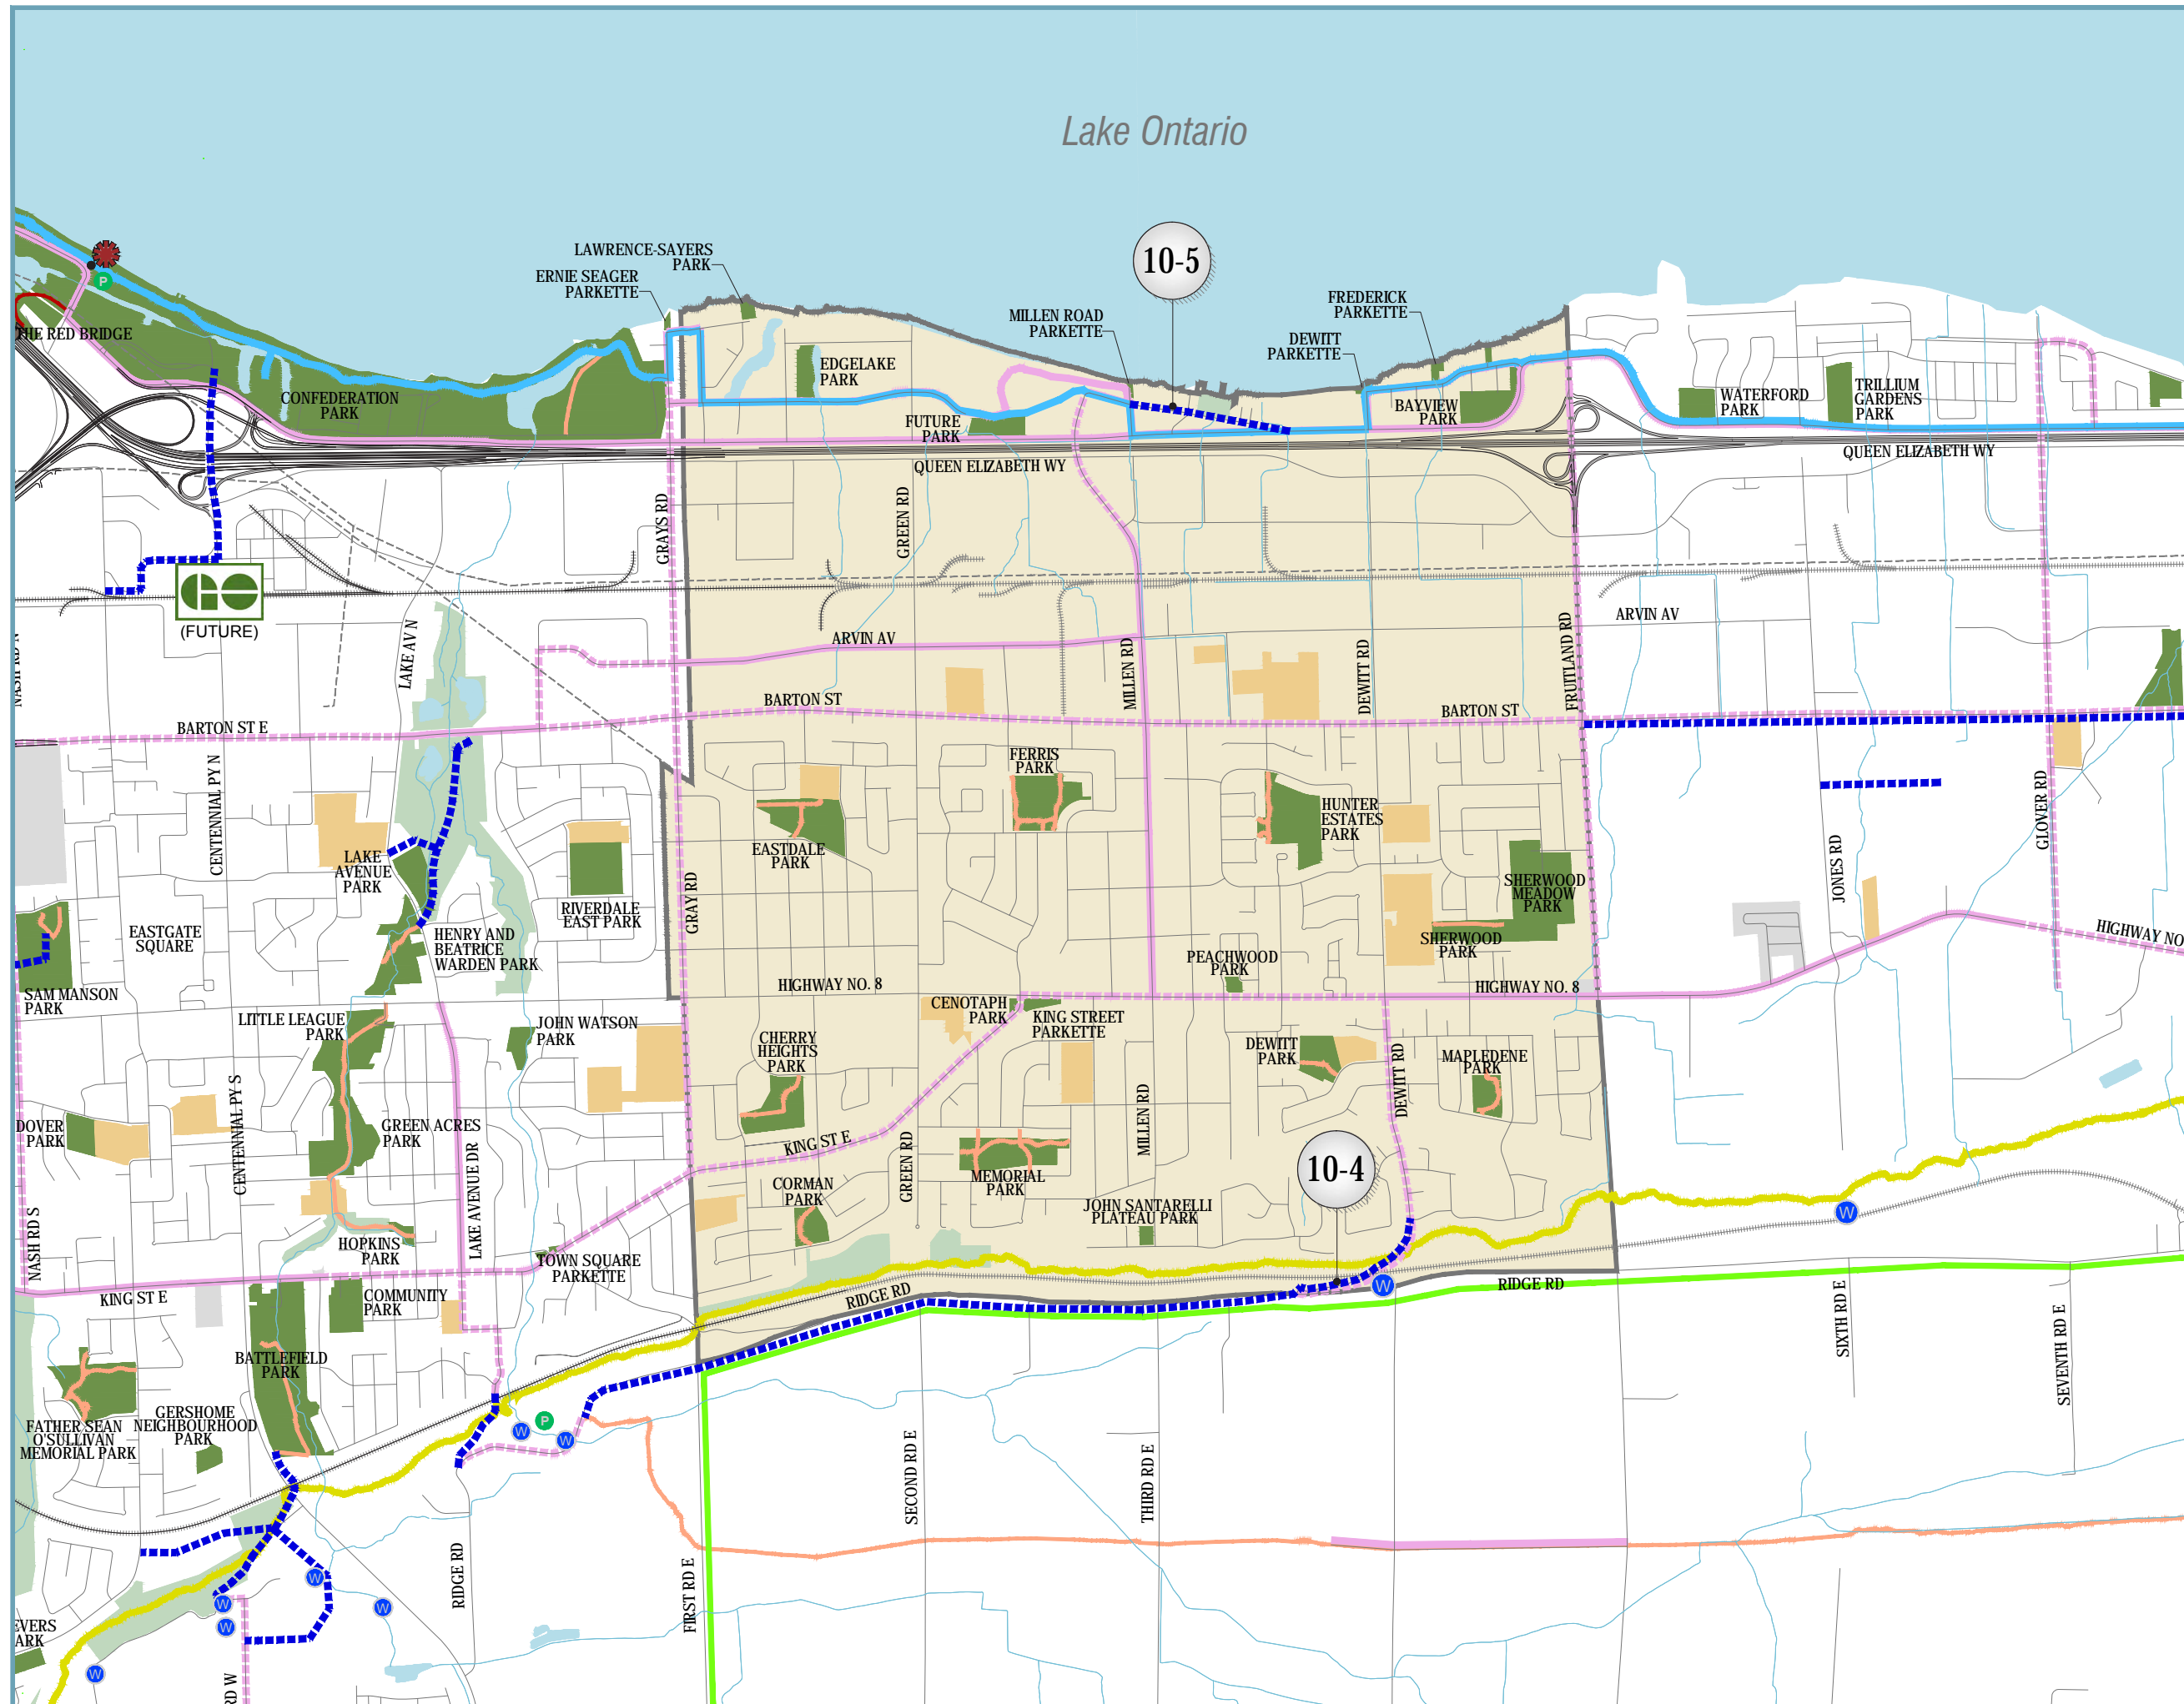 Lake Ontario
10-5
LAWRENCE-SAYERS
PARK
ERNIE SEAGER
PARKETTE
MILLEN ROAD
PARKETTE
FREDERICK
PARKETTE
DEWITT
PARKETTE
P
THE RED BRIDGE
EDGELAKE
PARK
CONFEDERATION
PARK
FUTURE
PARK
BAYVIEW
PARK
WATERFORD
PARK
TRILLIUM
GARDENS
PARK
QUEEN ELIZABETH WY
QUEEN ELIZABETH WY
GRAYS RD
GREEN RD
GO
(FUTURE)
LAKE AV N
ARVIN AV
ARVIN AV
MILLEN RD
DEWITT RD
FRUITLAND RD
BARTON ST E
BARTON ST
BARTON ST
CENTENNIAL PY N
FERRIS
PARK
HUNTER
ESTATES
PARK
GLOVER RD
EASTDALE
PARK
LAKE
AVENUE
PARK
JONES RD
SHERWOOD
MEADOW
PARK
GRAY RD
RIVERDALE
EAST PARK
EASTGATE
SQUARE
HENRY AND
BEATRICE
WARDEN PARK
SHERWOOD
PARK
HIGHWAY NO
PEACHWOOD
PARK
HIGHWAY NO. 8
HIGHWAY NO. 8
SAM MANSON
PARK
CENOTAPH
PARK
KING STREET
PARKETTE
LITTLE LEAGUE
PARK
JOHN WATSON
PARK
CHERRY
HEIGHTS
PARK
DEWITT
PARK
DEWITT RD
MAPLEDENE
PARK
CENTENNIAL PY S
MILLEN RD
DOVER
PARK
GREEN ACRES
PARK
KING ST E
GREEN RD
10-4
MEMORIAL
PARK
CORMAN
PARK
JOHN SANTARELLI
PLATEAU PARK
NASH RD S
LAKE AVENUE DR
HOPKINS
PARK
TOWN SQUARE
PARKETTE
W
W
KING ST E
COMMUNITY
PARK
RIDGE RD
RIDGE RD
SIXTH RD E
SEVENTH RD E
BATTLEFIELD
PARK
GERSHOME
NEIGHBOURHOOD
PARK
FATHER SEAN
O'SULLIVAN
MEMORIAL PARK
P
W
W
SECOND RD E
THIRD RD E
RIDGE RD
FIRST RD E
W
W
W
W
EVERS
ARK
W
RD W